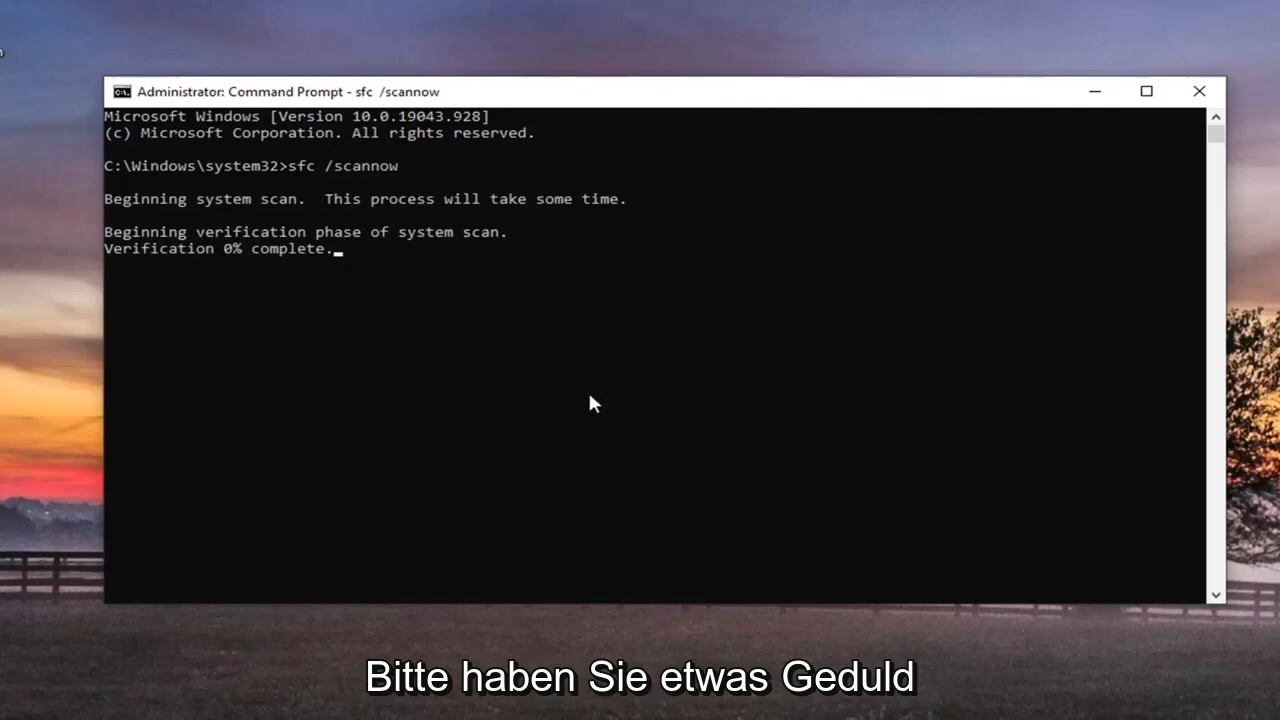 Administrator: Command Prompt - sfc /scannow
Microsoft Windows [Version 10.0.19043.928]
(c) Microsoft Corporation. All rights reserved.
C:\Windows\system32>sfc /scannow
Beginning system scan.  This process will take some time.
Beginning verification phase of system scan.
Verification 0% complete.
Bitte haben Sie etwas Geduld